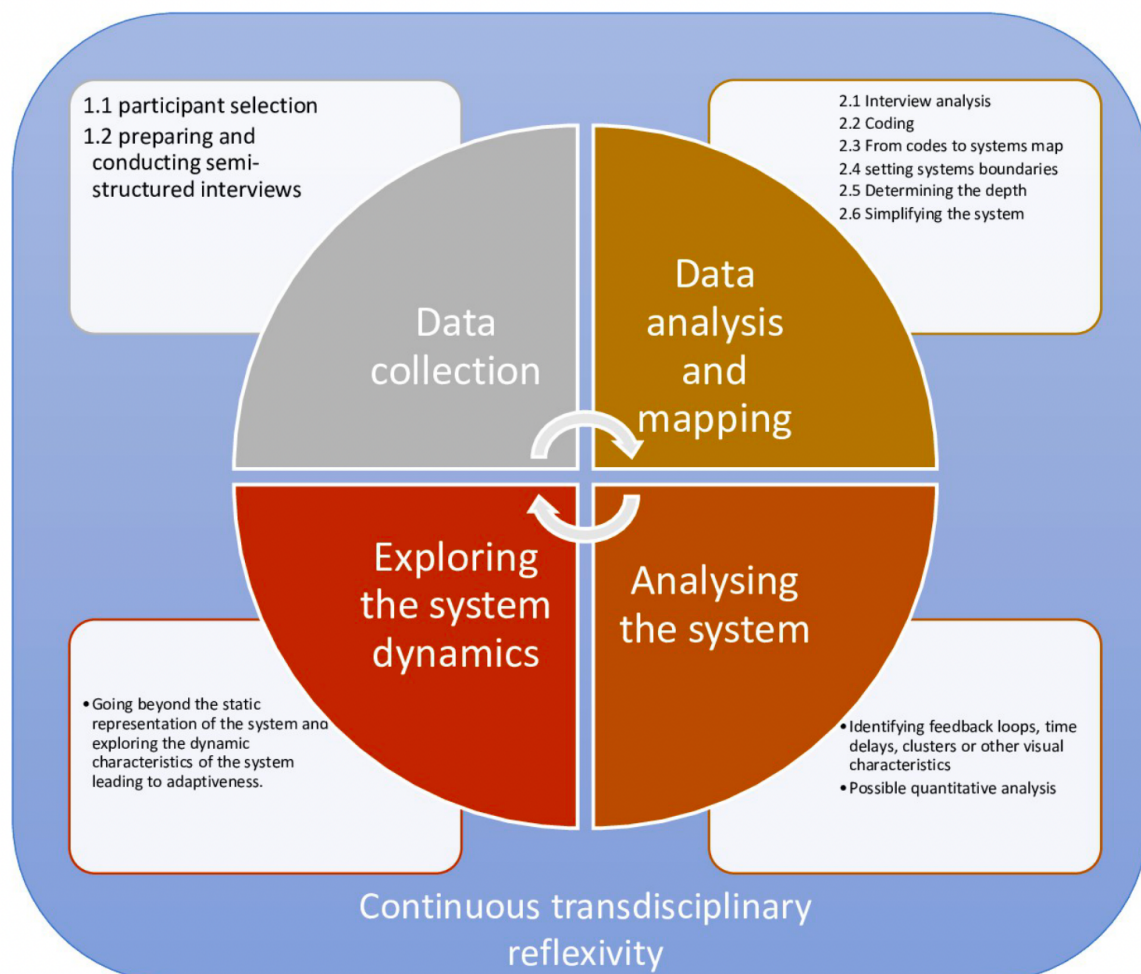 1.1 participant selection
1.2 preparing and
conducting semi-
structured interviews
2.1 Interview analysis
2.2 Coding
2.3 From codes to systems map
2.4 setting systems boundaries
2.5 Determining the depth
2.6 Simplifying the system
Data
collection
Data
analysis
and
mapping
Exploring
the system
dynamics
Analysing
the system
•Going beyond the static
representation of the system and
exploring the dynamic
characteristics of the system
leading to adaptiveness.
•Identifying feedback loops, time
delays, clusters or other visual
characteristics
•Possible quantitative analysis
Continuous transdisciplinary
reflexivity